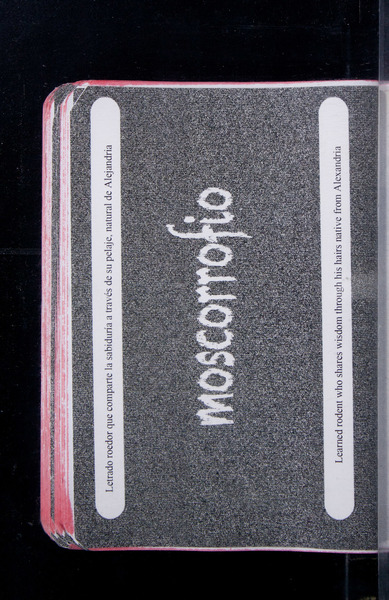 Letrado roedor que comparte la sabiduría a través de su pelaje, natural de Alejandría
moscorrofio
Learned rodent who shares wisdom through his hairs native from Alexandria